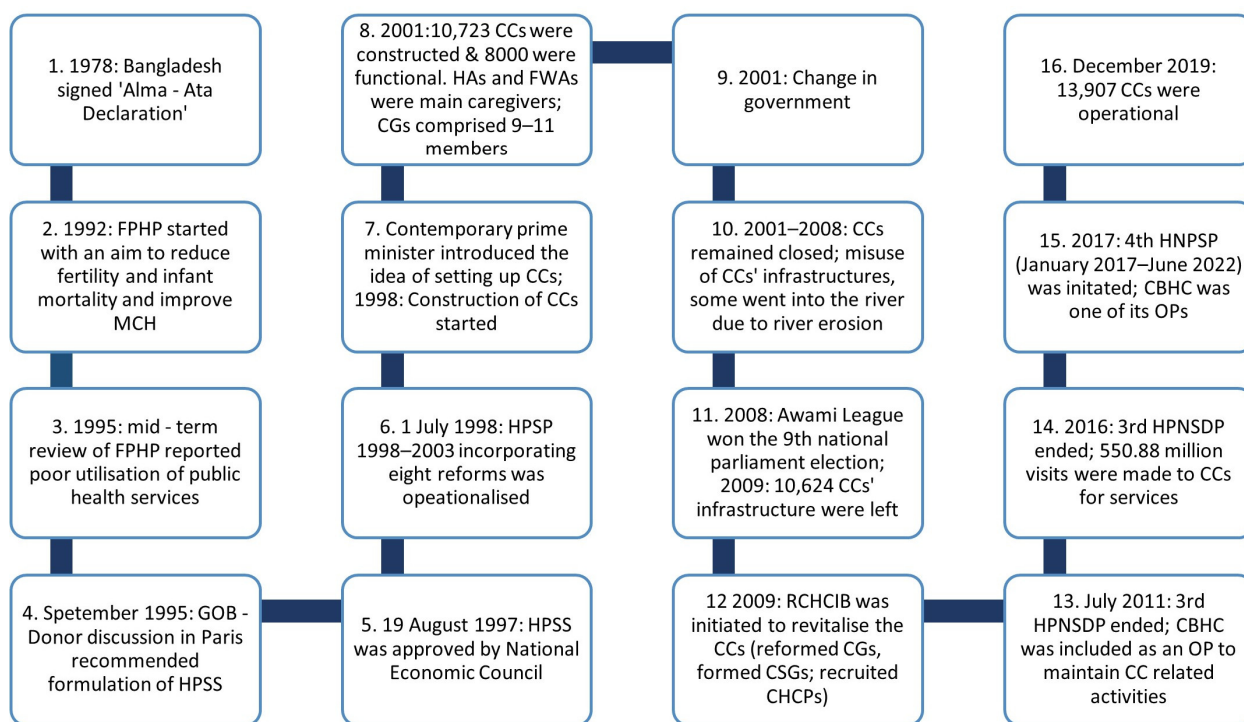 1. 1978: Bangladesh
signed 'Alma - Ata
Declaration'
2. 1992: FPHP started
with an aim to reduce
fertility and infant
mortality and improve
MCH
3. 1995: mid - term
review of FPHP reported
poor utilisation of public
health services
4. Spetember 1995: GOB -
Donor discussion in Paris
recommended
formulation of HPSS
5. 19 August 1997: HPSS
was approved by National
Economic Council
6. 1 July 1998: HPSP
1998–2003 incorporating
eight reforms was
opeationalised
7. Contemporary prime
minister introduced the
idea of setting up CCs;
1998: Construction of CCs
started
8. 2001:10,723 CCs were
constructed & 8000 were
functional. HAs and FWAs
were main caregivers;
CGs comprised 9–11
members
9. 2001: Change in
government
10. 2001–2008: CCs
remained closed; misuse
of CCs' infrastructures,
some went into the river
due to river erosion
11. 2008: Awami League
won the 9th national
parliament election;
2009: 10,624 CCs'
infrastructure were left
12 2009: RCHCIB was
initiated to revitalise the
CCs (reformed CGs,
formed CSGs; recruited
CHCPs)
13. July 2011: 3rd
HPNSDP ended; CBHC
was included as an OP to
maintain CC related
activities
14. 2016: 3rd HPNSDP
ended; 550.88 million
visits were made to CCs
for services
15. 2017: 4th HNPSP
(January 2017–June 2022)
was initated; CBHC was
one of its OPs
16. December 2019:
13,907 CCs were
operational